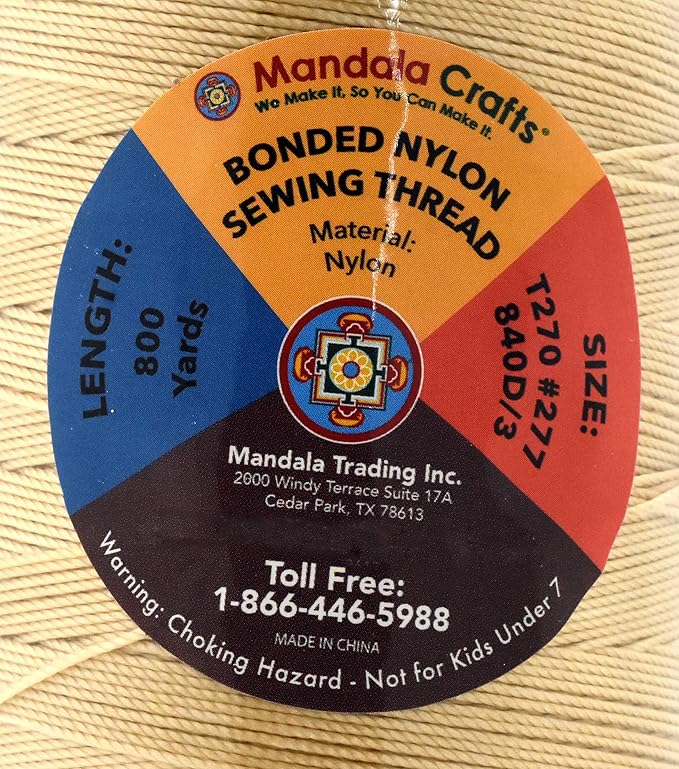 Mandala Crafts®
We Make It, So You Can Make It.
BONDED NYLON
SEWING THREAD
Material:
Nylon
LENGTH:
800
Yards
SIZE:
T270 #277
840D/3
Mandala Trading Inc.
2000 Windy Terrace Suite 17A
Cedar Park, TX 78613
Toll Free:
1-866-446-5988
MADE IN CHINA
Warning: Choking Hazard - Not for Kids Under 7